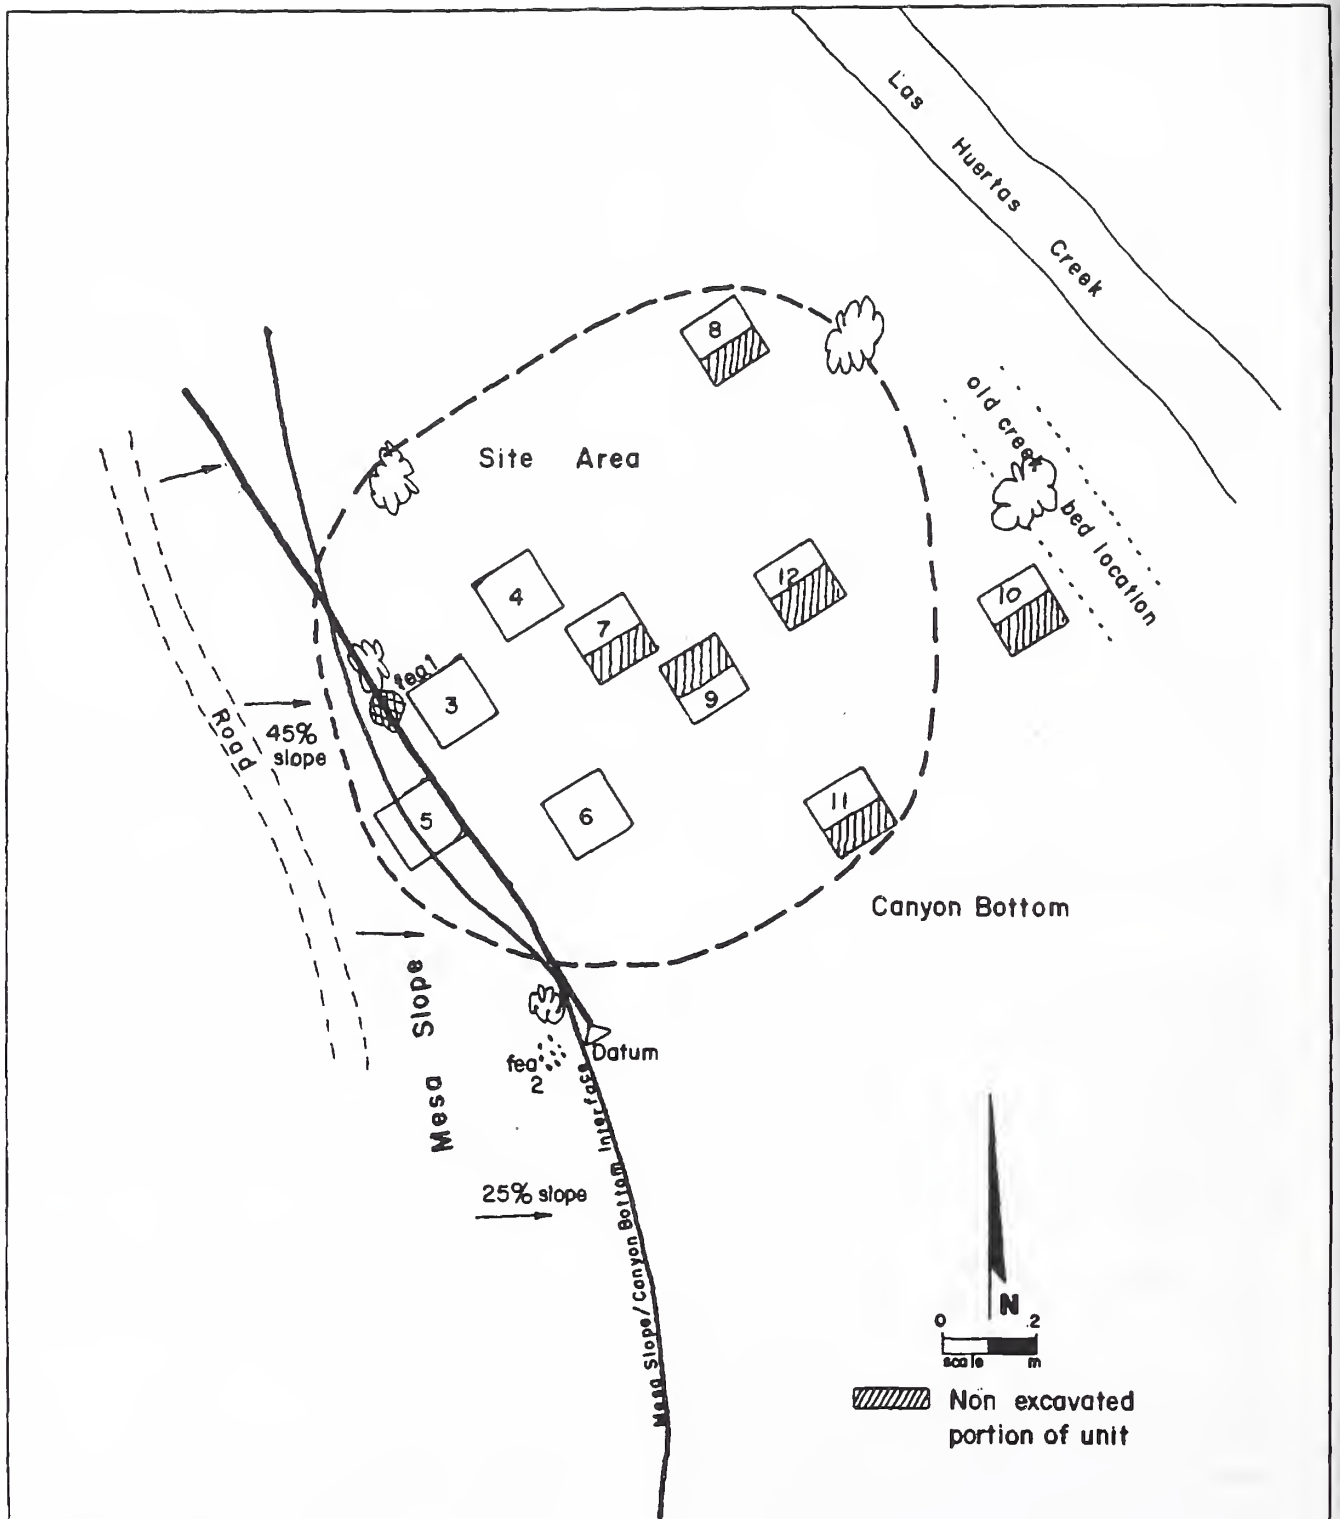 Las Huertas Creek
8
old creek
bed location
Site Area
4
7
12
10
fea 1
3
9
Road
45%
slope
5
6
11
Canyon Bottom
Mesa Slope
Datum
fea
2
Mesa Slope/Canyon Bottom Interface
25% slope
N
0 2
scale m
Non excavated
portion of unit